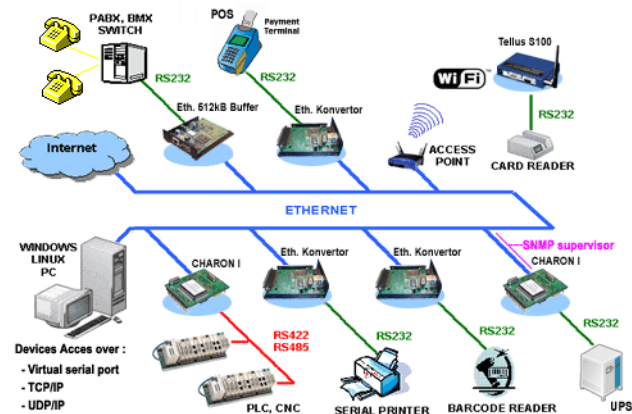 PABX, BMX
SWITCH
POS
Payment
Terminal
Tellus S100
Wi Fi
RS232
RS232
RS232
Eth. 512kB Buffer
Eth. Konvertor
ACCESS
POINT
CARD READER
Internet
ETHERNET
WINDOWS
LINUX
PC
CHARON I
Eth. Konvertor
Eth. Konvertor
SNMP supervisor
CHARON I
RS422
RS485
RS232
RS232
RS232
Devices Acces over :
- Virtual serial port
- TCP/IP
- UDP/IP
PLC, CNC
SERIAL PRINTER
BARCODE READER
UPS